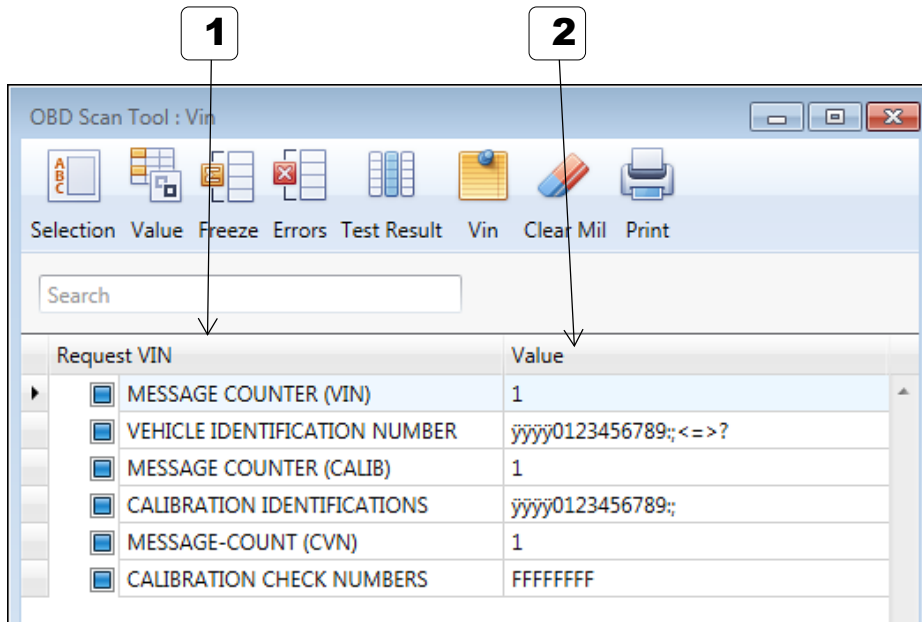 1 2
OBD Scan Tool : Vin
A
B
C
Selection Value Freeze Errors Test Result Vin Clear Mil Print
Search
Request VIN Value
MESSAGE COUNTER (VIN) 1
VEHICLE IDENTIFICATION NUMBER ÿÿÿÿ0123456789:;<=>?
MESSAGE COUNTER (CALIB) 1
CALIBRATION IDENTIFICATIONS ÿÿÿÿ0123456789:;
MESSAGE-COUNT (CVN) 1
CALIBRATION CHECK NUMBERS FFFFFFFF